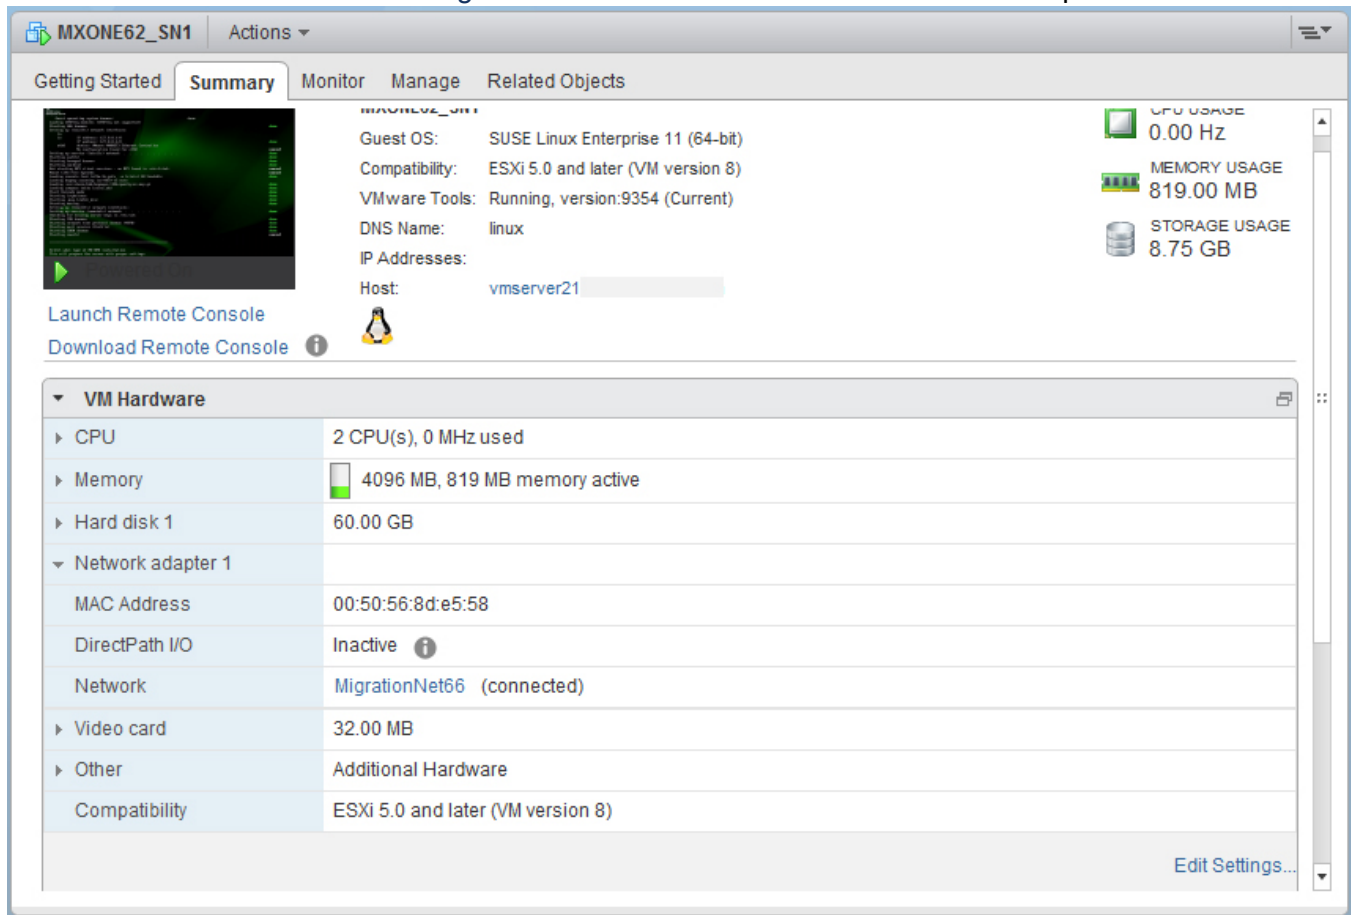 MXONE62_SN1 Actions
Getting Started Summary Monitor Manage Related Objects
MXONE62_SN1
CPU USAGE
0.00 Hz
Guest OS: SUSE Linux Enterprise 11 (64-bit)
Compatibility: ESXi 5.0 and later (VM version 8)
MEMORY USAGE
819.00 MB
VMware Tools: Running, version:9354 (Current)
DNS Name: linux
STORAGE USAGE
8.75 GB
IP Addresses:
Powered On
Host: vmserver21
Launch Remote Console
Download Remote Console
VM Hardware
CPU 2 CPU(s), 0 MHz used
Memory 4096 MB, 819 MB memory active
Hard disk 1 60.00 GB
Network adapter 1
MAC Address 00:50:56:8d:e5:58
DirectPath I/O Inactive
Network MigrationNet66 (connected)
Video card 32.00 MB
Other Additional Hardware
Compatibility ESXi 5.0 and later (VM version 8)
Edit Settings...